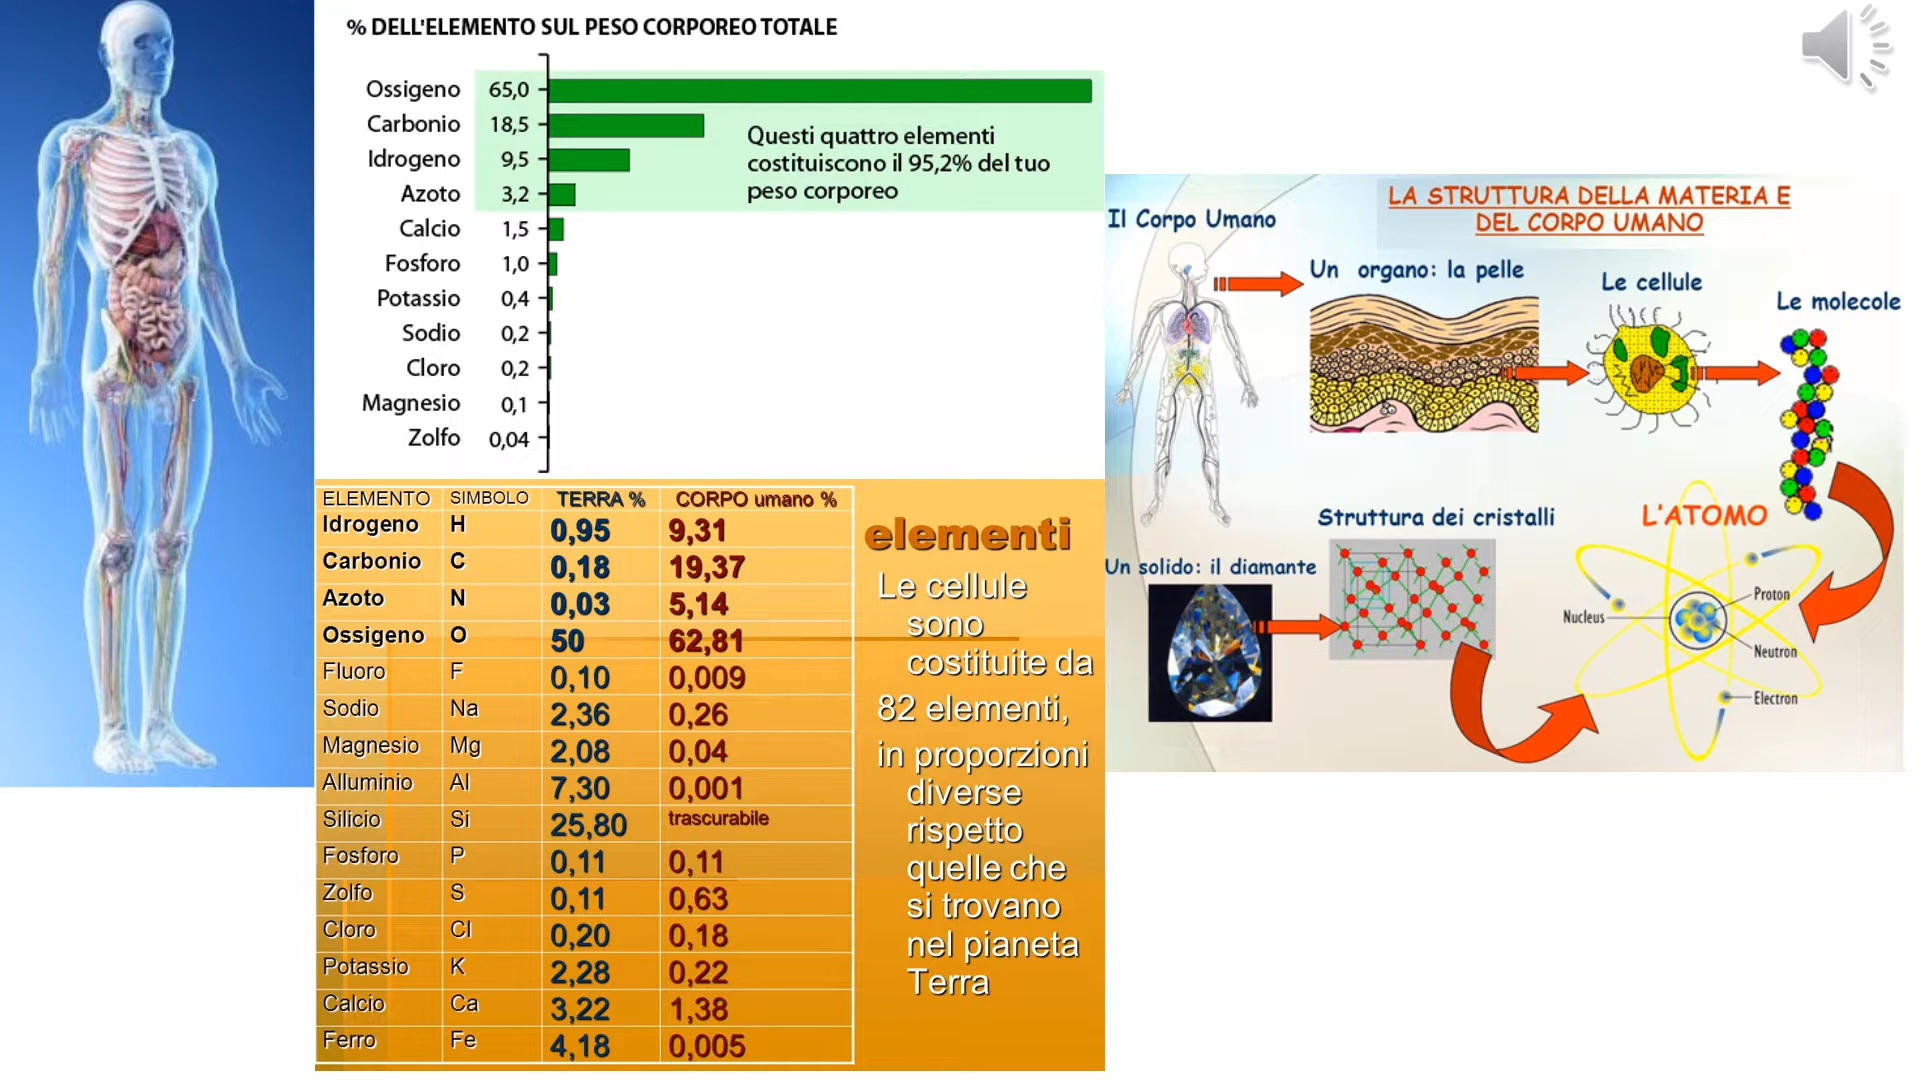 % DELL'ELEMENTO SUL PESO CORPOREO TOTALE
Ossigeno 65,0
Carbonio 18,5
Idrogeno 9,5
Azoto 3,2
Calcio 1,5
Fosforo 1,0
Potassio 0,4
Sodio 0,2
Cloro 0,2
Magnesio 0,1
Zolfo 0,04
Questi quattro elementi
costituiscono il 95,2% del tuo
peso corporeo
ELEMENTO SIMBOLO TERRA % CORPO umano %
Idrogeno H 0,95 9,31
Carbonio C 0,18 19,37
Azoto N 0,03 5,14
Ossigeno O 50 62,81
Fluoro F 0,10 0,009
Sodio Na 2,36 0,26
Magnesio Mg 2,08 0,04
Alluminio Al 7,30 0,001
Silicio Si 25,80 trascurabile
Fosforo P 0,11 0,11
Zolfo S 0,11 0,63
Cloro Cl 0,20 0,18
Potassio K 2,28 0,22
Calcio Ca 3,22 1,38
Ferro Fe 4,18 0,005
elementi
Le cellule
sono
costituite da
82 elementi,
in proporzioni
diverse
rispetto
quelle che
si trovano
nel pianeta
Terra
LA STRUTTURA DELLA MATERIA E
DEL CORPO UMANO
Il Corpo Umano
Un organo: la pelle
Le cellule
Le molecole
Struttura dei cristalli
L'ATOMO
Un solido: il diamante
Proton
Nucleus
Neutron
Electron